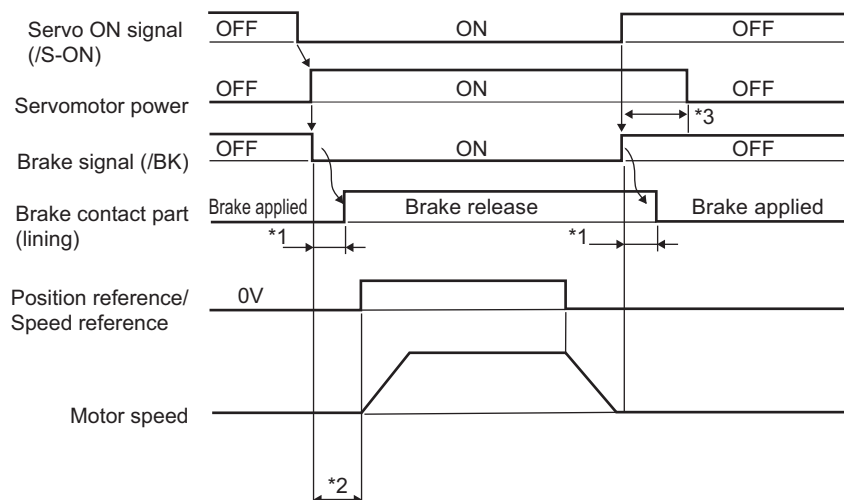 Servo ON signal
(/S-ON)
OFF
ON
OFF
Servomotor power
OFF
ON
OFF
*3
Brake signal (/BK)
OFF
ON
OFF
Brake contact part
(lining)
Brake applied
Brake release
Brake applied
*1
*1
Position reference/
Speed reference
0V
Motor speed
*2